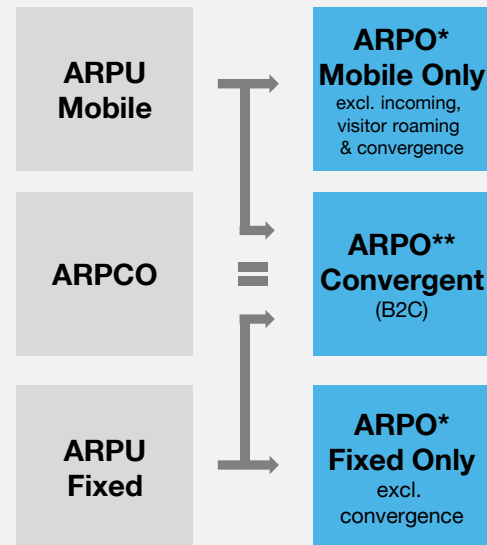 ARPU
Mobile
ARPO*
Mobile Only
excl. incoming,
visitor roaming
& convergence
ARPCO
=
ARPO**
Convergent
(B2C)
ARPU
Fixed
ARPO*
Fixed Only
excl.
convergence